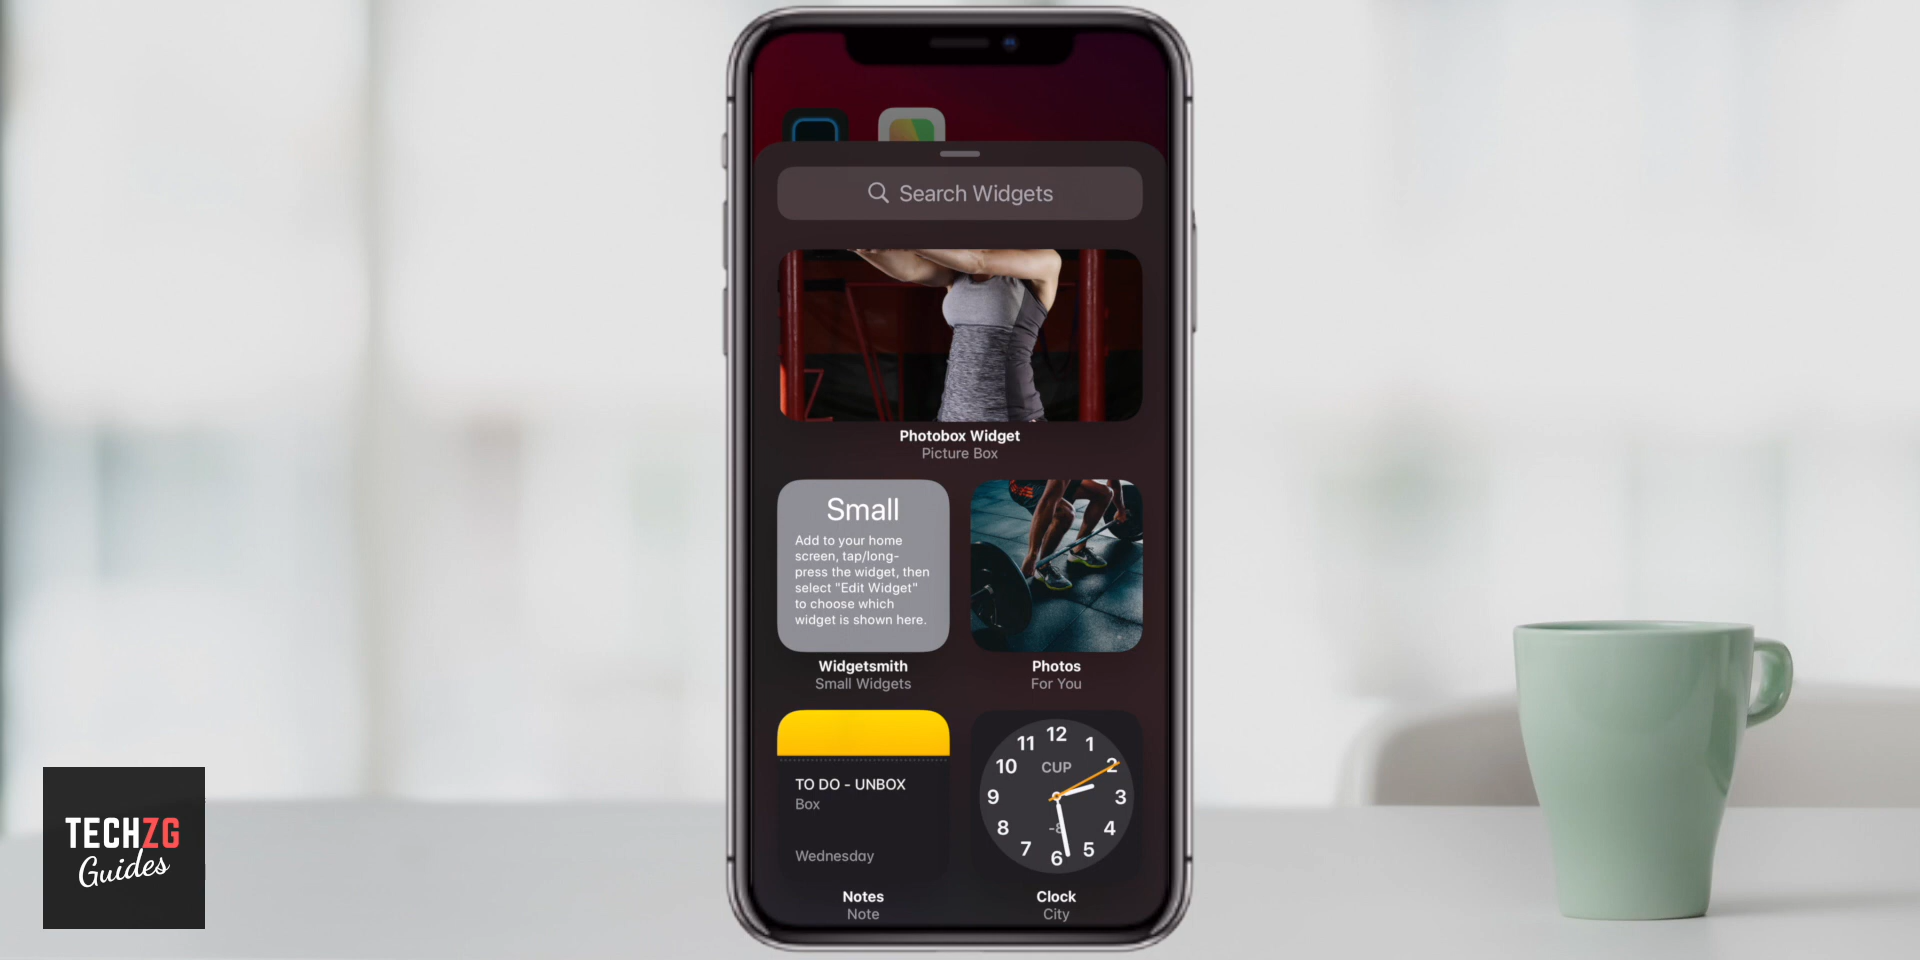 Search Widgets
Photobox Widget
Picture Box
Small
Add to your home
screen, tap/long-
press the widget, then
select "Edit Widget"
to choose which
widget is shown here.
Widgetsmith
Small Widgets
Photos
For You
TO DO - UNBOX
Box
Wednesday
Notes
Note
12
11
1
10
CUP
2
9
3
8
4
7
5
6
Clock
City
TECHZG
Guides